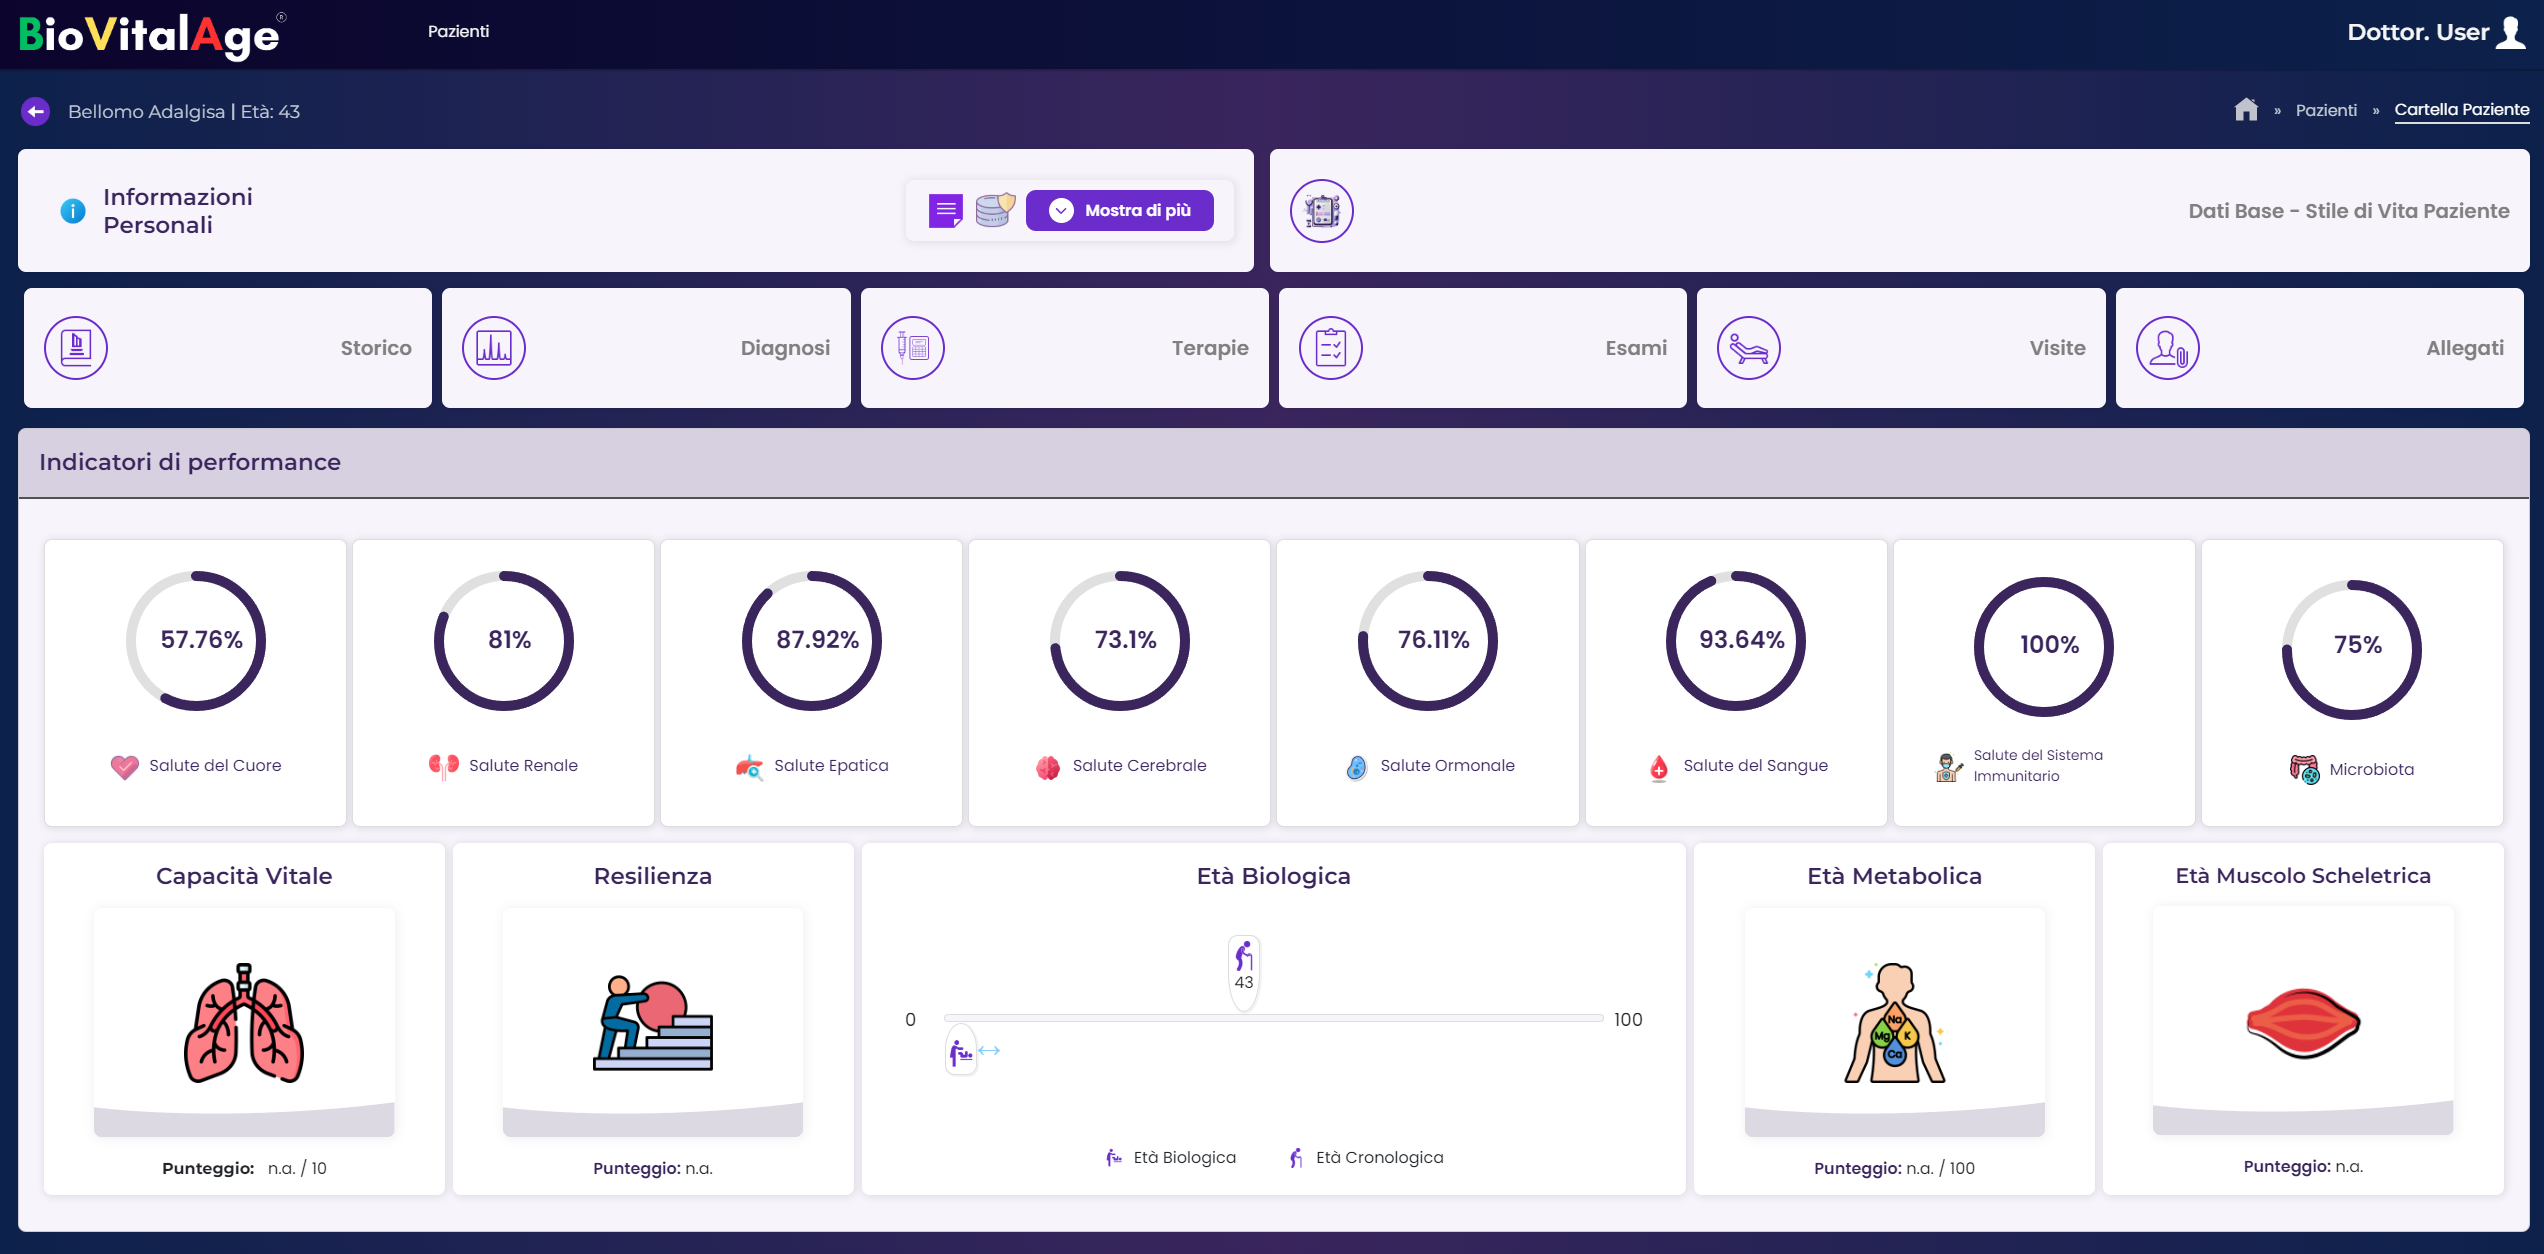 BioVitalAge®
Pazienti
Dottor. User
Bellomo Adalgisa | Età: 43
» Pazienti » Cartella Paziente
Informazioni
Personali
Mostra di più
Dati Base - Stile di Vita Paziente
Storico
Diagnosi
Terapie
Esami
Visite
Allegati
Indicatori di performance
57.76%
81%
87.92%
73.1%
76.11%
93.64%
100%
75%
Salute del Cuore
Salute Renale
Salute Epatica
Salute Cerebrale
Salute Ormonale
Salute del Sangue
Salute del Sistema
Immunitario
Microbiota
Capacità Vitale
Punteggio: n.a. / 10
Resilienza
Punteggio: n.a.
Età Biologica
43
0
100
Età Biologica
Età Cronologica
Età Metabolica
Na
Mg
K
Ca
Punteggio: n.a. / 100
Età Muscolo Scheletrica
Punteggio: n.a.